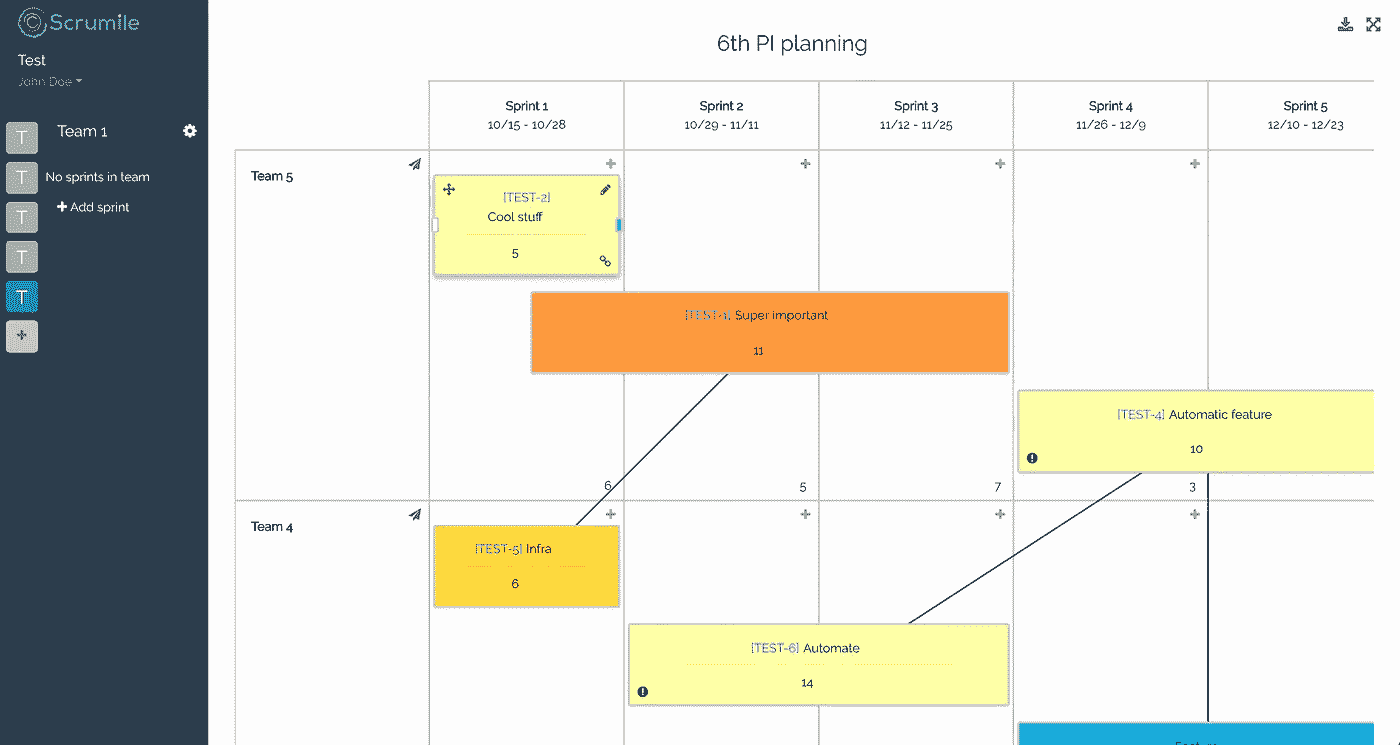 Scrumile
Test
John Doe
T
Team 1
T
No sprints in team
T
+ Add sprint
T
T
6th PI planning
Sprint 1
10/15 - 10/28
Sprint 2
10/29 - 11/11
Sprint 3
11/12 - 11/25
Sprint 4
11/26 - 12/9
Sprint 5
12/10 - 12/23
Team 5
[TEST-2]
Cool stuff
5
[TEST-1] Super important
11
[TEST-4] Automatic feature
10
6
5
7
3
Team 4
[TEST-5] Infra
6
[TEST-6] Automate
14